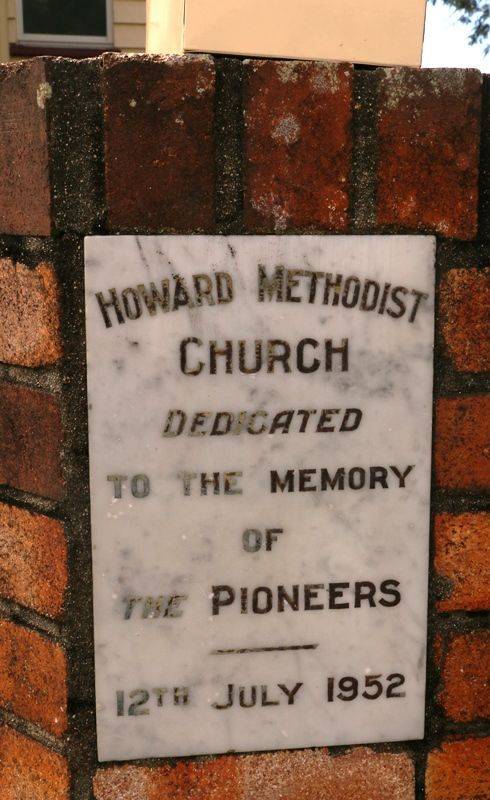 HOWARD METHODIST
CHURCH
DEDICATED
TO THE MEMORY
OF
THE PIONEERS
12TH JULY 1952